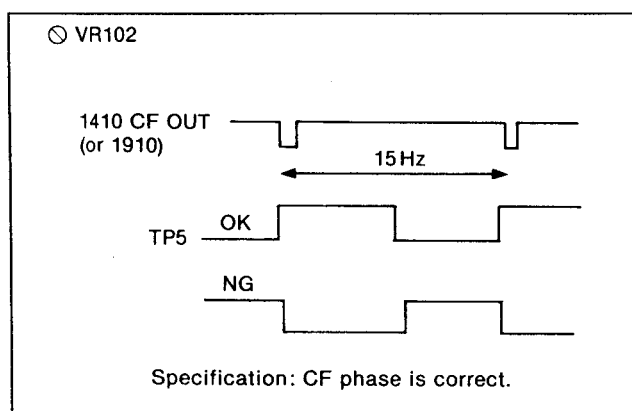 ⃠ VR102
1410 CF OUT
(or 1910)
15 Hz
TP5 OK
NG
Specification: CF phase is correct.